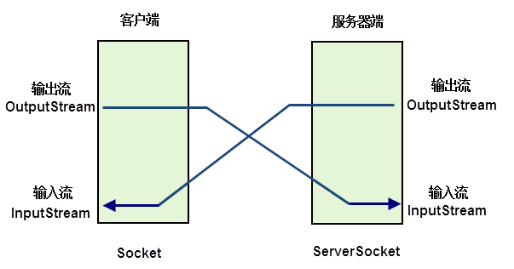 客户端
服务器端
输出流
OutputStream
输出流
OutputStream
输入流
InputStream
输入流
InputStream
Socket
ServerSocket